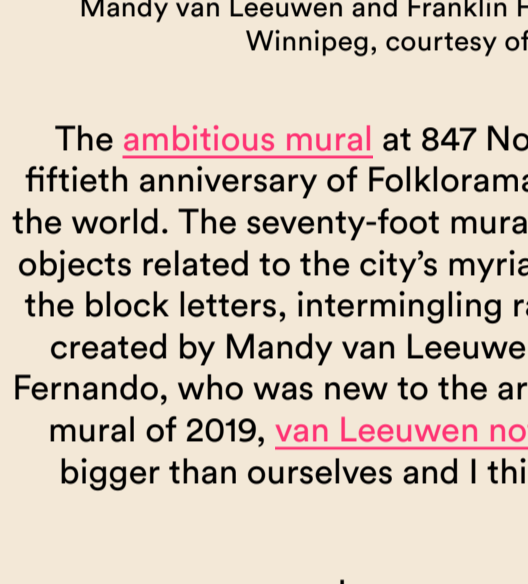 Mandy van Leeuwen and Franklin
Winnipeg, courtesy of
The ambitious mural at 847 No
fiftieth anniversary of Folklorama
the world. The seventy-foot mura
objects related to the city’s myria
the block letters, intermingling ra
created by Mandy van Leeuwe
Fernando, who was new to the ar
mural of 2019, van Leeuwen no
bigger than ourselves and I thi